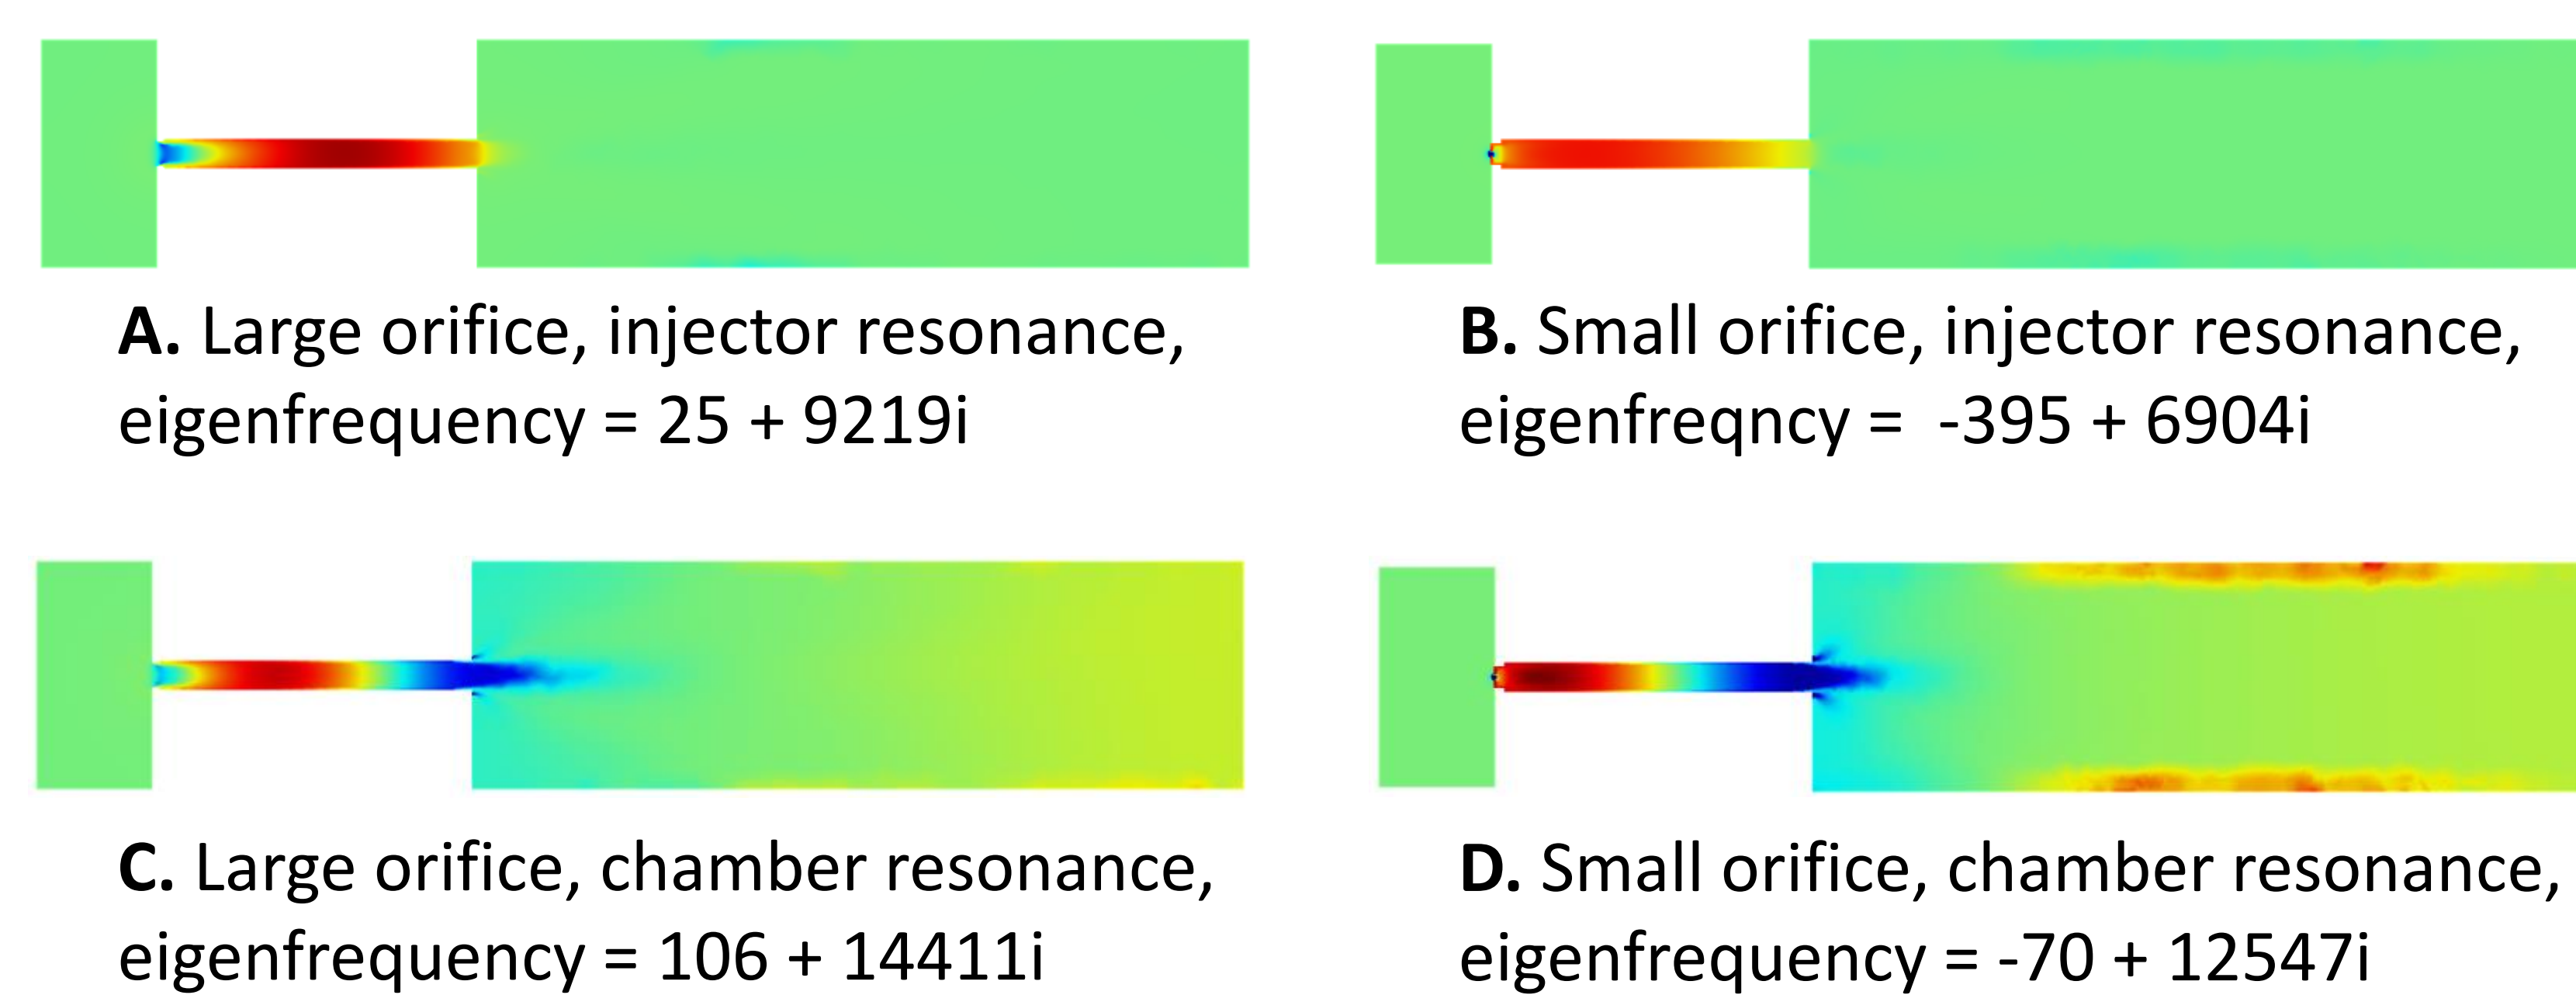 A. Large orifice, injector resonance,
eigenfrequency = 25 + 9219i
B. Small orifice, injector resonance,
eigenfreqncy = -395 + 6904i
C. Large orifice, chamber resonance,
eigenfrequency = 106 + 14411i
D. Small orifice, chamber resonance,
eigenfrequency = -70 + 12547i